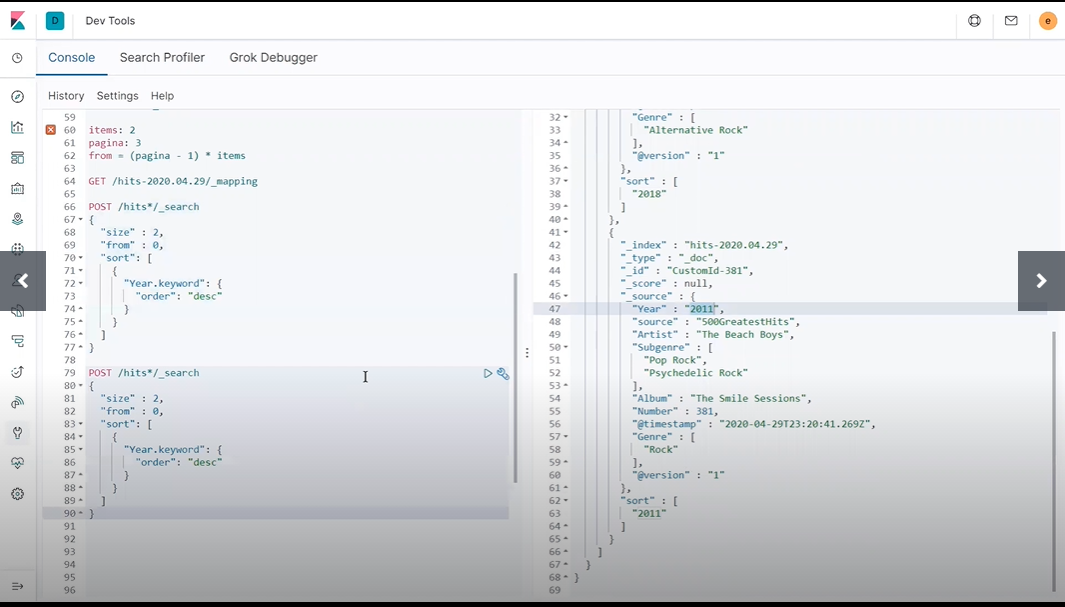 D Dev Tools e
Console Search Profiler Grok Debugger
History Settings Help
59
60 items: 2
61 pagina: 3
62 from = (pagina - 1) * items
63
64 GET /hits-2020.04.29/_mapping
65
66 POST /hits*/_search
67 {
68 "size" : 2,
69 "from" : 0,
70 "sort": [
71 {
72 "Year.keyword": {
73 "order": "desc"
74 }
75 }
76 ]
77 }
78
79 POST /hits*/_search
80 {
81 "size" : 2,
82 "from" : 0,
83 "sort": [
84 {
85 "Year.keyword": {
86 "order": "desc"
87 }
88 }
89 ]
90 }
91
92
93
94
95
96
32 "Genre" : [
33 "Alternative Rock"
34 ],
35 "@version" : "1"
36 },
37 "sort" : [
38 "2018"
39 ]
40 },
41 {
42 "_index" : "hits-2020.04.29",
43 "_type" : "_doc",
44 "_id" : "CustomId-381",
45 "_score" : null,
46 "_source" : {
47 "Year" : "2011",
48 "source" : "500GreatestHits",
49 "Artist" : "The Beach Boys",
50 "Subgenre" : [
51 "Pop Rock",
52 "Psychedelic Rock"
53 ],
54 "Album" : "The Smile Sessions",
55 "Number" : 381,
56 "@timestamp" : "2020-04-29T23:20:41.269Z",
57 "Genre" : [
58 "Rock"
59 ],
60 "@version" : "1"
61 },
62 "sort" : [
63 "2011"
64 ]
65 }
66 ]
67 }
68 }
69